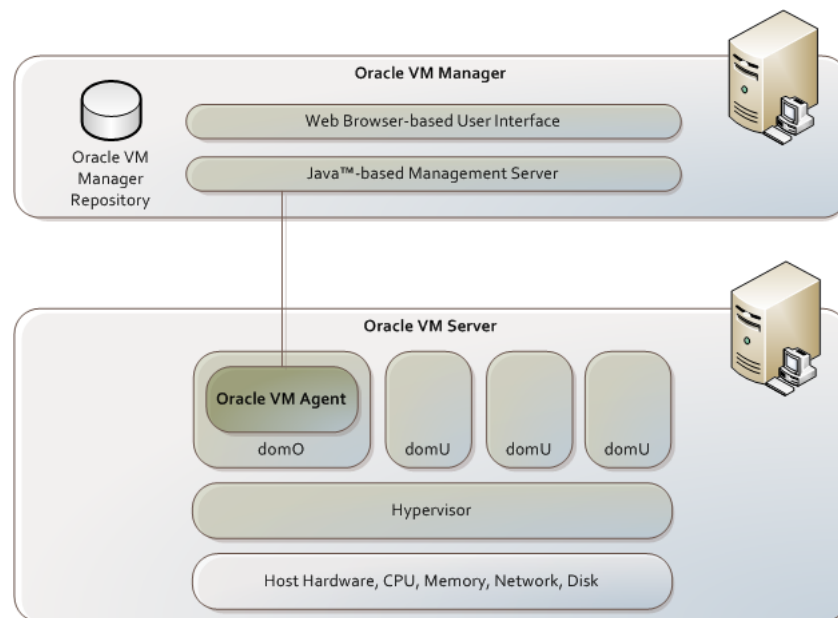 Oracle VM Manager
Web Browser-based User Interface
Java™-based Management Server
Oracle VM
Manager
Repository
Oracle VM Server
Oracle VM Agent
domO
domU
domU
domU
Hypervisor
Host Hardware, CPU, Memory, Network, Disk